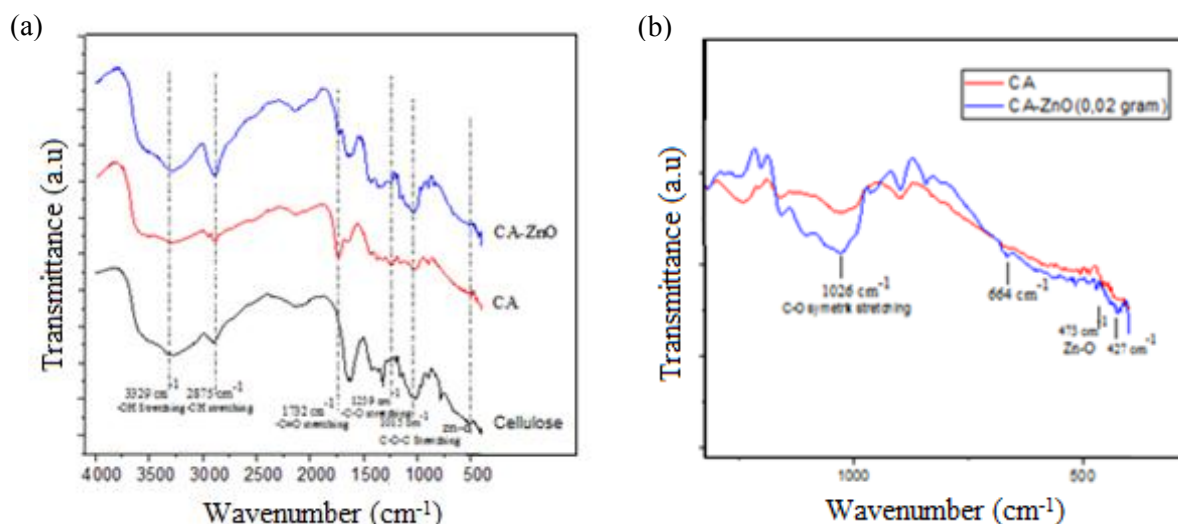 (a)
Transmittance (a.u)
CA-ZnO
CA
Cellulose
3329 cm-1
-OH Stretching
2875 cm-1
-CH stretching
1732 cm-1
-C=O stretching
1239 cm-1
-C-O stretching
1015 cm-1
C-O-C Stretching
zn-o
4000 3500 3000 2500 2000 1500 1000 500
Wavenumber (cm-1)
(b)
Transmittance (a.u)
CA
CA-ZnO(0,02 gram)
1026 cm-1
C-O symetrik stretching
664 cm-1
473 cm-1
Zn-O
427 cm-1
1000 500
Wavenumber (cm-1)